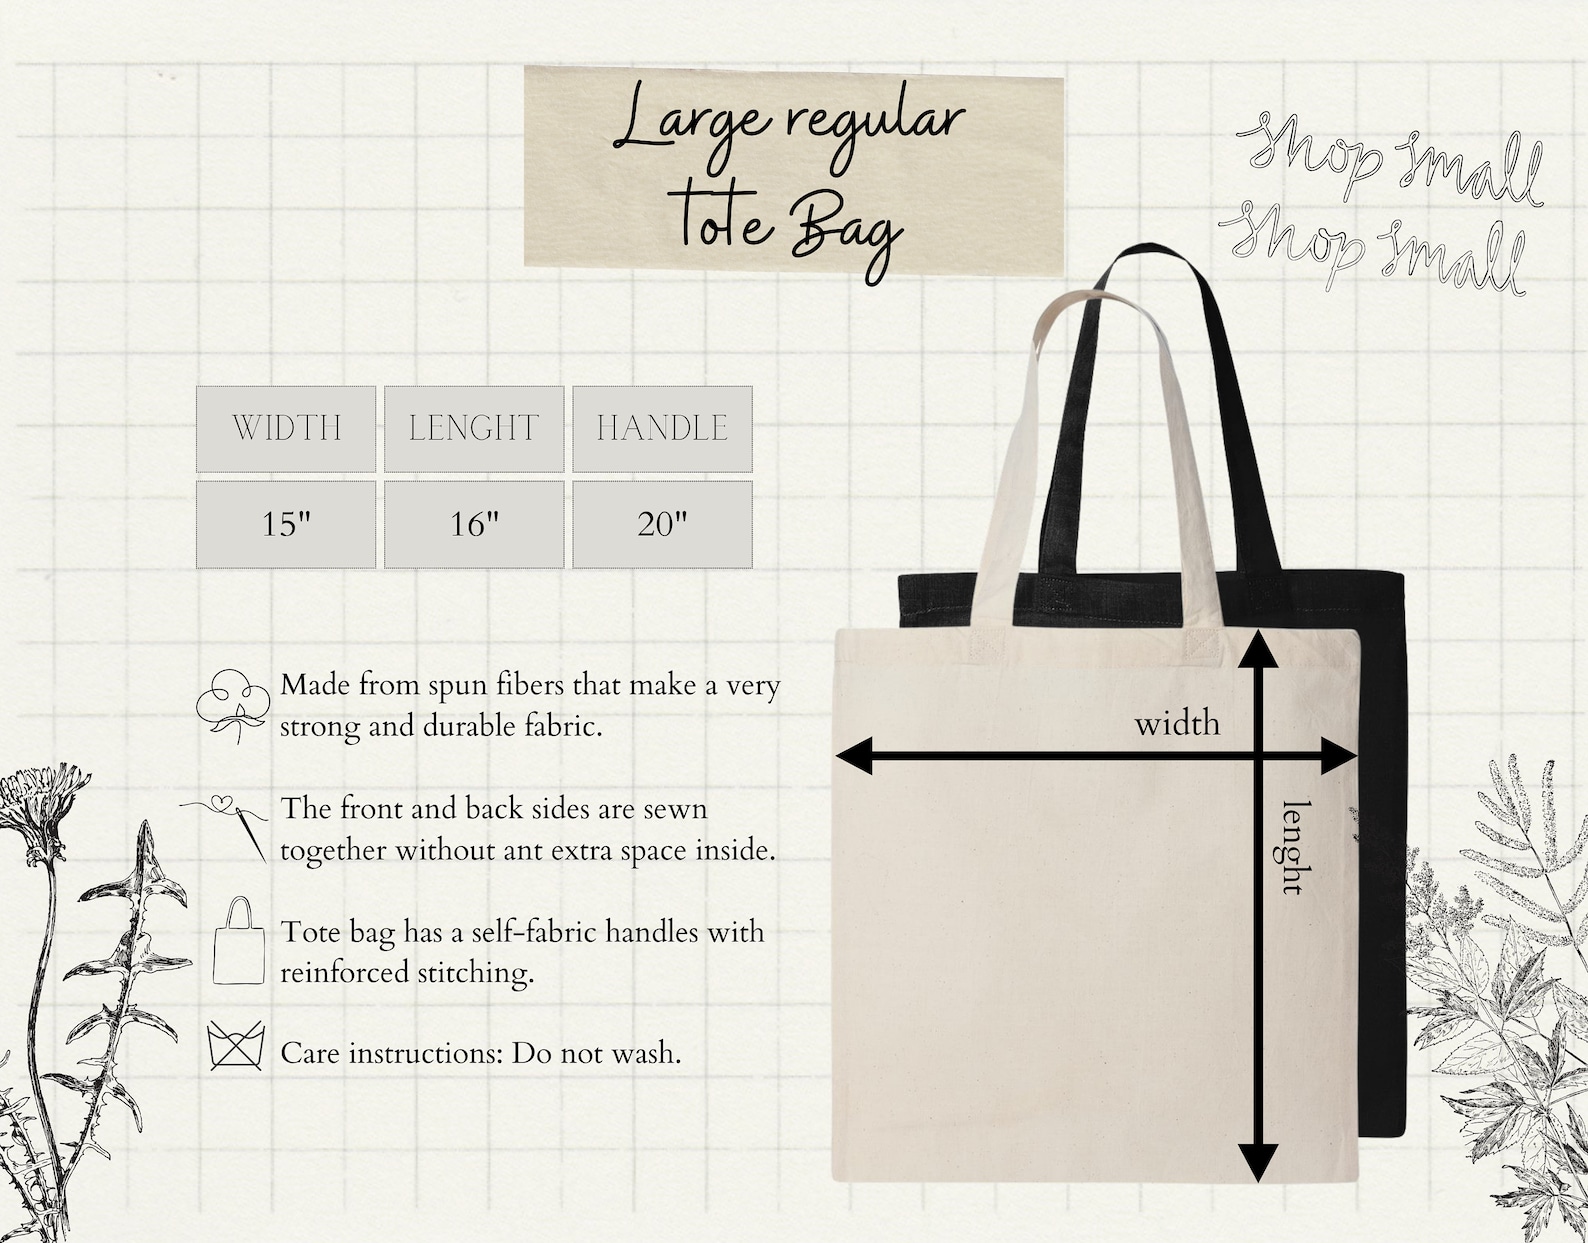 Large regular
tote Bag
Shop Small
Shop Small
WIDTH LENGHT HANDLE
15" 16" 20"
width
lenght
Made from spun fibers that make a very
strong and durable fabric.
The front and back sides are sewn
together without ant extra space inside.
Tote bag has a self-fabric handles with
reinforced stitching.
Care instructions: Do not wash.